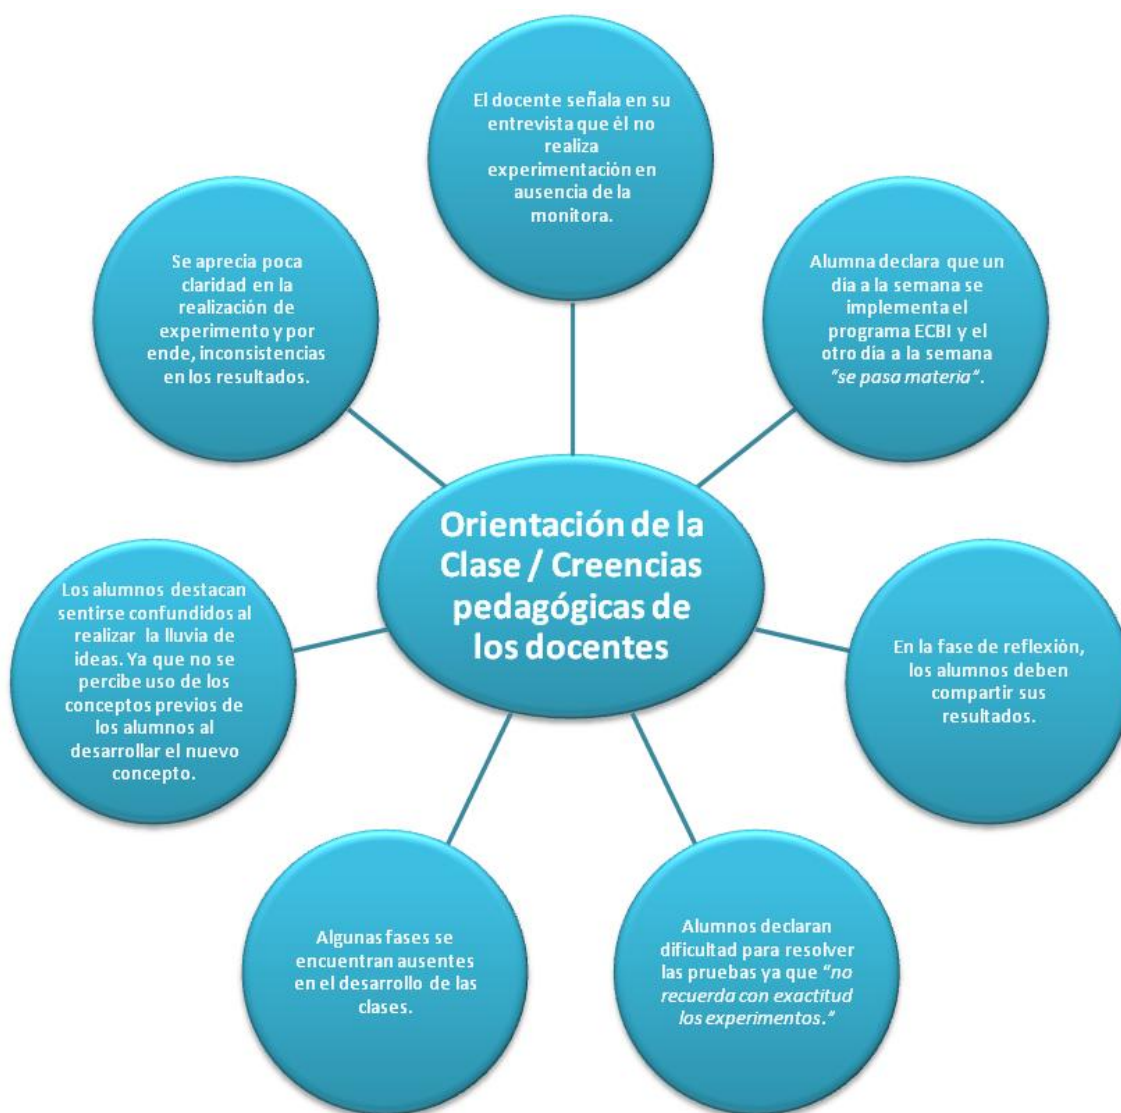 El docente señala en su
entrevista que él no
realiza
experimentación en
ausencia de la
monitora.
Alumna declara que un
día a la semana se
implementa el
programa ECBI y el
otro día a la semana
"se pasa materia".
En la fase de reflexión,
los alumnos deben
compartir sus
resultados.
Alumnos declaran
dificultad para resolver
las pruebas ya que "no
recuerda con exactitud
los experimentos."
Algunas fases se
encuentran ausentes
en el desarrollo de las
clases.
Los alumnos destacan
sentirse confundidos al
realizar la lluvia de
ideas. Ya que no se
percibe uso de los
conceptos previos de
los alumnos al
desarrollar el nuevo
concepto.
Se aprecia poca
claridad en la
realización de
experimento y por
ende, inconsistencias
en los resultados.
Orientación de la
Clase / Creencias
pedagógicas de
los docentes